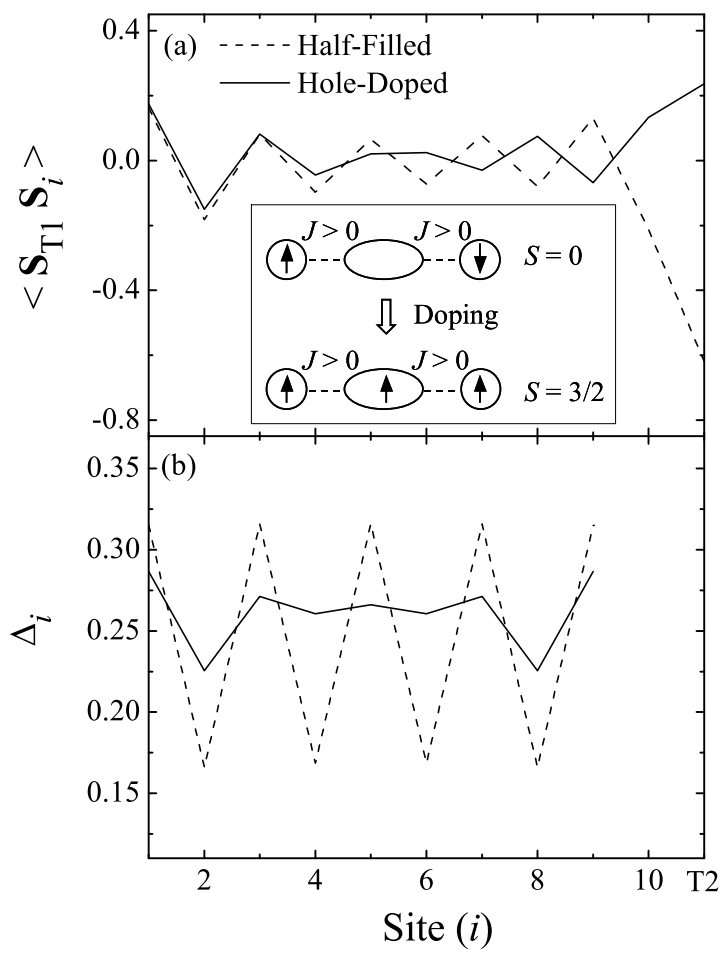 (a)
Half-Filled
Hole-Doped
0.4
0.0
-0.4
-0.8
< S_T1 S_i >
J > 0 J > 0
S = 0
Doping
J > 0 J > 0
S = 3/2
(b)
0.35
0.30
0.25
0.20
0.15
Δ_i
2 4 6 8 10 T2
Site (i)